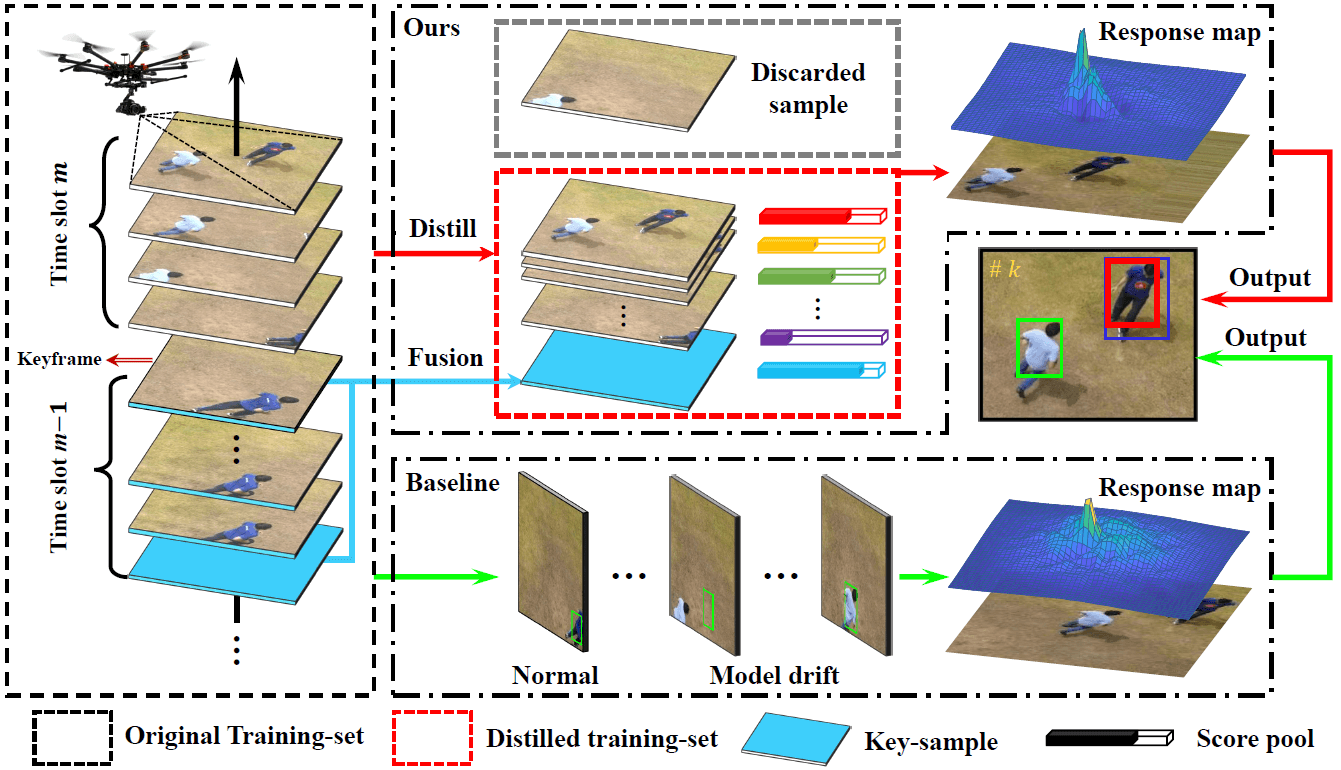 Ours
Response map
Discarded
sample
Time slot m
Distill
# k
Output
Keyframe
Fusion
Output
Time slot m−1
Baseline
Response map
Normal
Model drift
Original Training-set
Distilled training-set
Key-sample
Score pool